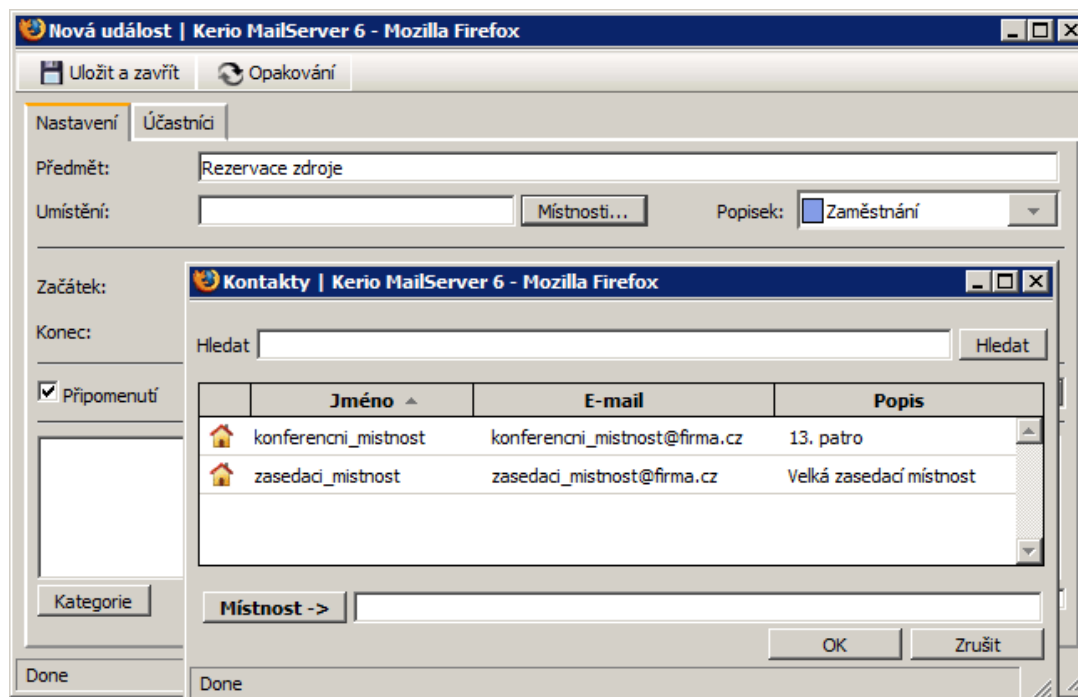 Nová událost | Kerio MailServer 6 - Mozilla Firefox
Uložit a zavřít Opakování
Nastavení Účastníci
Předmět: Rezervace zdroje
Umístění: Místnosti... Popisek: Zaměstnání
Začátek:
Konec:
Připomenutí
Kategorie
Done
Kontakty | Kerio MailServer 6 - Mozilla Firefox
Hledat Hledat
Jméno E-mail Popis
konferencni_mistnost konferencni_mistnost@firma.cz 13. patro
zasedaci_mistnost zasedaci_mistnost@firma.cz Velká zasedací místnost
Místnost ->
OK Zrušit
Done